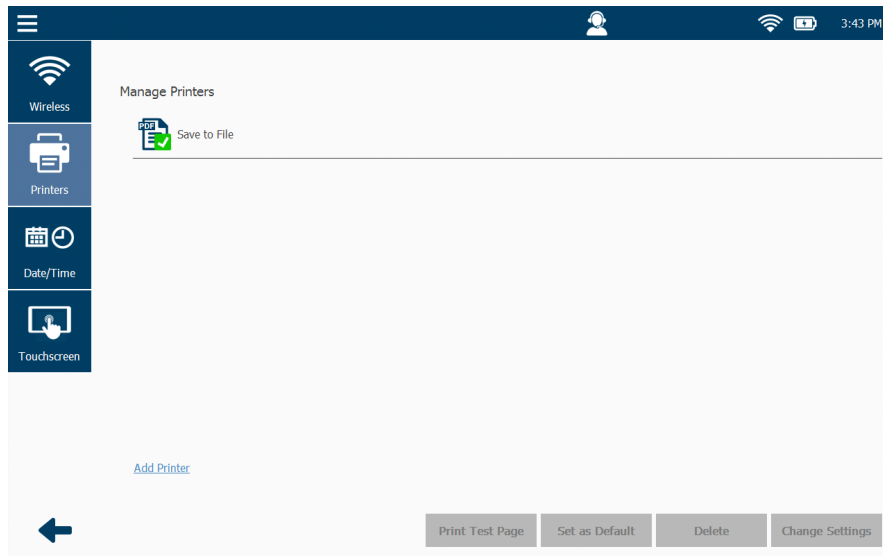 3:43 PM
Wireless
Manage Printers
PDF
Save to File
Printers
Date/Time
Touchscreen
Add Printer
Print Test Page
Set as Default
Delete
Change Settings